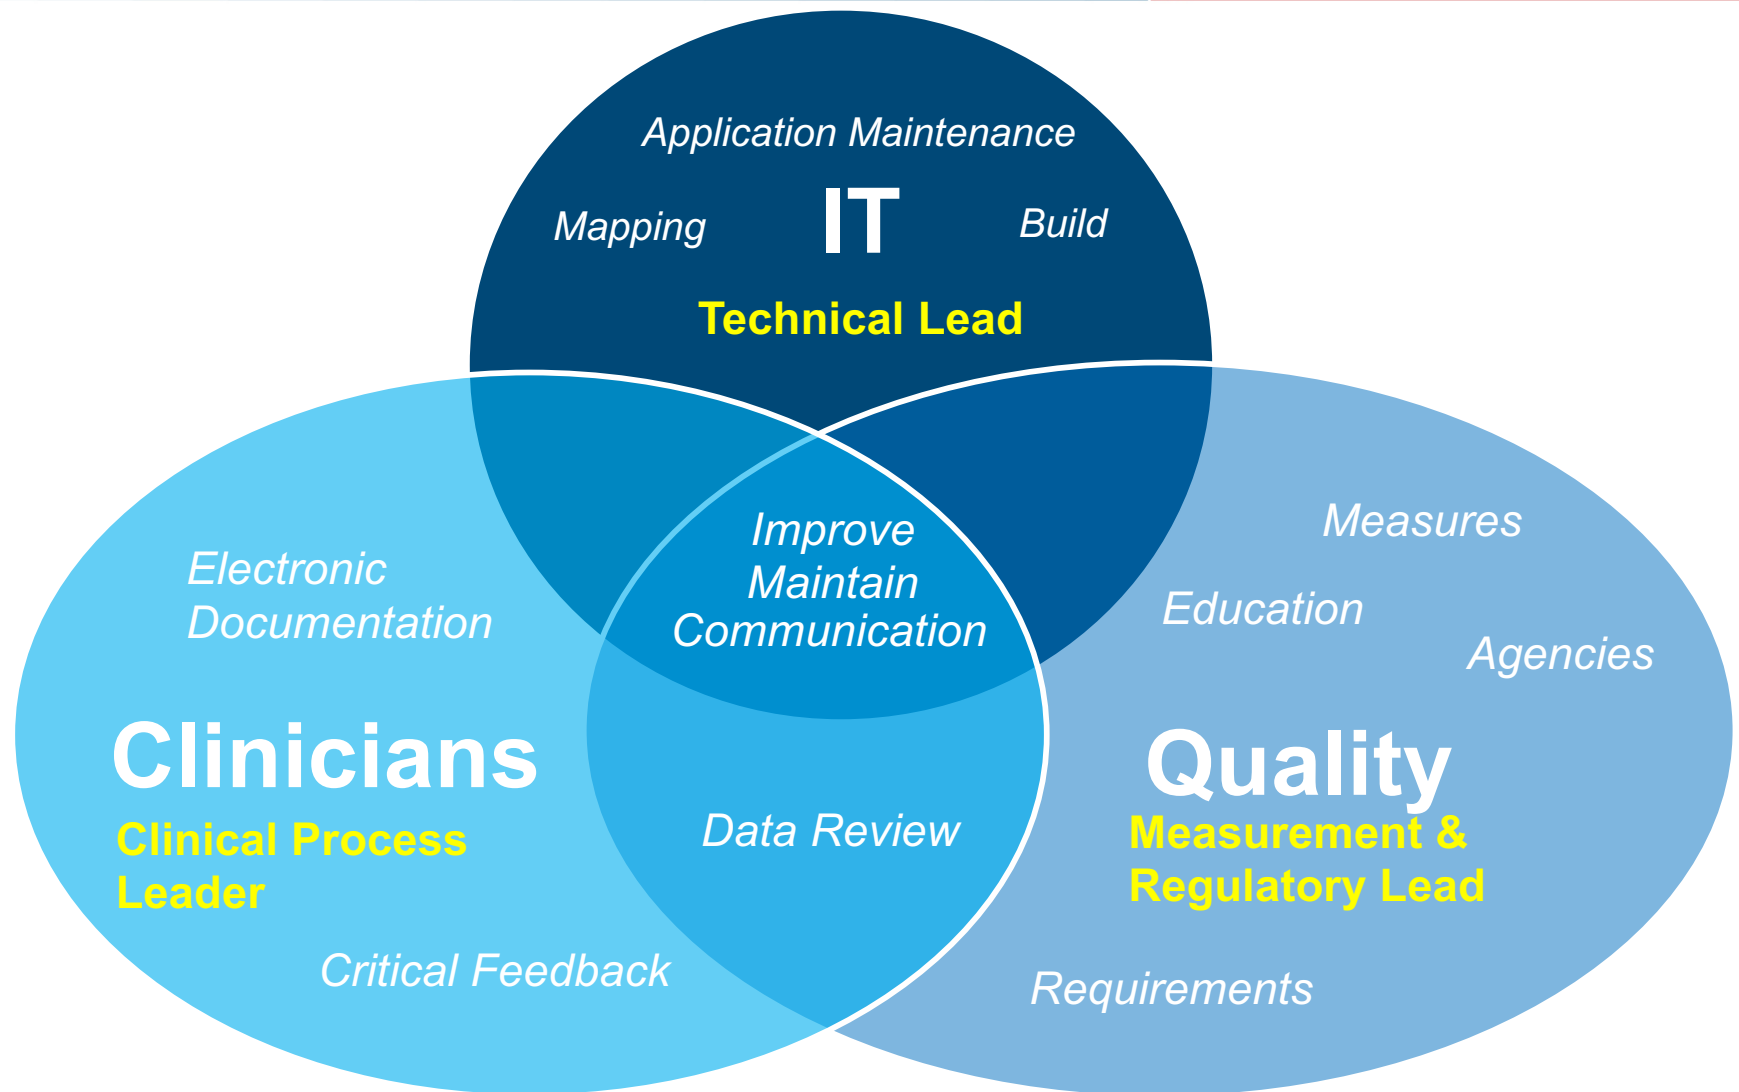 Application Maintenance
IT
Mapping
Build
Technical Lead
Improve
Maintain
Communication
Electronic
Documentation
Clinicians
Clinical Process
Leader
Critical Feedback
Data Review
Measures
Education
Agencies
Quality
Measurement &
Regulatory Lead
Requirements